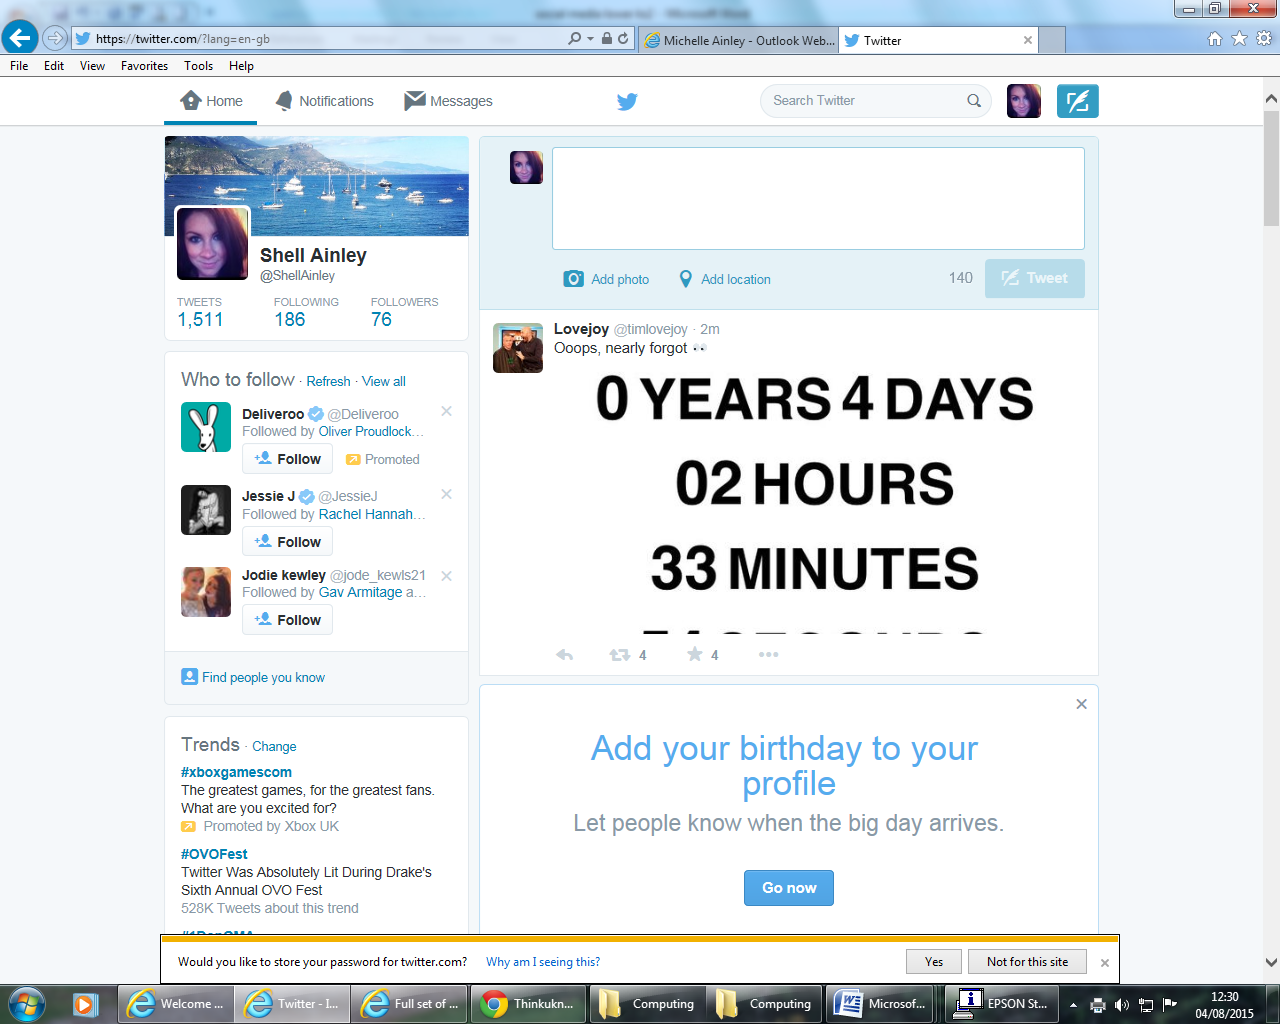 https://twitter.com/?lang=en-gb
Michelle Ainley - Outlook Web...
Twitter
File Edit View Favorites Tools Help
Home Notifications Messages
Search Twitter
Shell Ainley
@ShellAinley
TWEETS FOLLOWING FOLLOWERS
1,511 186 76
Add photo Add location 140 Tweet
Who to follow · Refresh · View all
Deliveroo @Deliveroo
Followed by Oliver Proudlock...
Follow Promoted
Jessie J @JessieJ
Followed by Rachel Hannah...
Follow
Jodie kewley @jode_kewls21
Followed by Gav Armitage a...
Follow
Find people you know
Trends · Change
#xboxgamescom
The greatest games, for the greatest fans.
What are you excited for?
Promoted by Xbox UK
#OVOFest
Twitter Was Absolutely Lit During Drake's
Sixth Annual OVO Fest
528K Tweets about this trend
Lovejoy @timlovejoy · 2m
Ooops, nearly forgot 👀
0 YEARS 4 DAYS
02 HOURS
33 MINUTES
4 4
Add your birthday to your
profile
Let people know when the big day arrives.
Go now
Would you like to store your password for twitter.com? Why am I seeing this? Yes Not for this site
Welcome ... Twitter - I... Full set of ... Thinkukn... Computing Computing Microsof... EPSON St... 12:30
04/08/2015